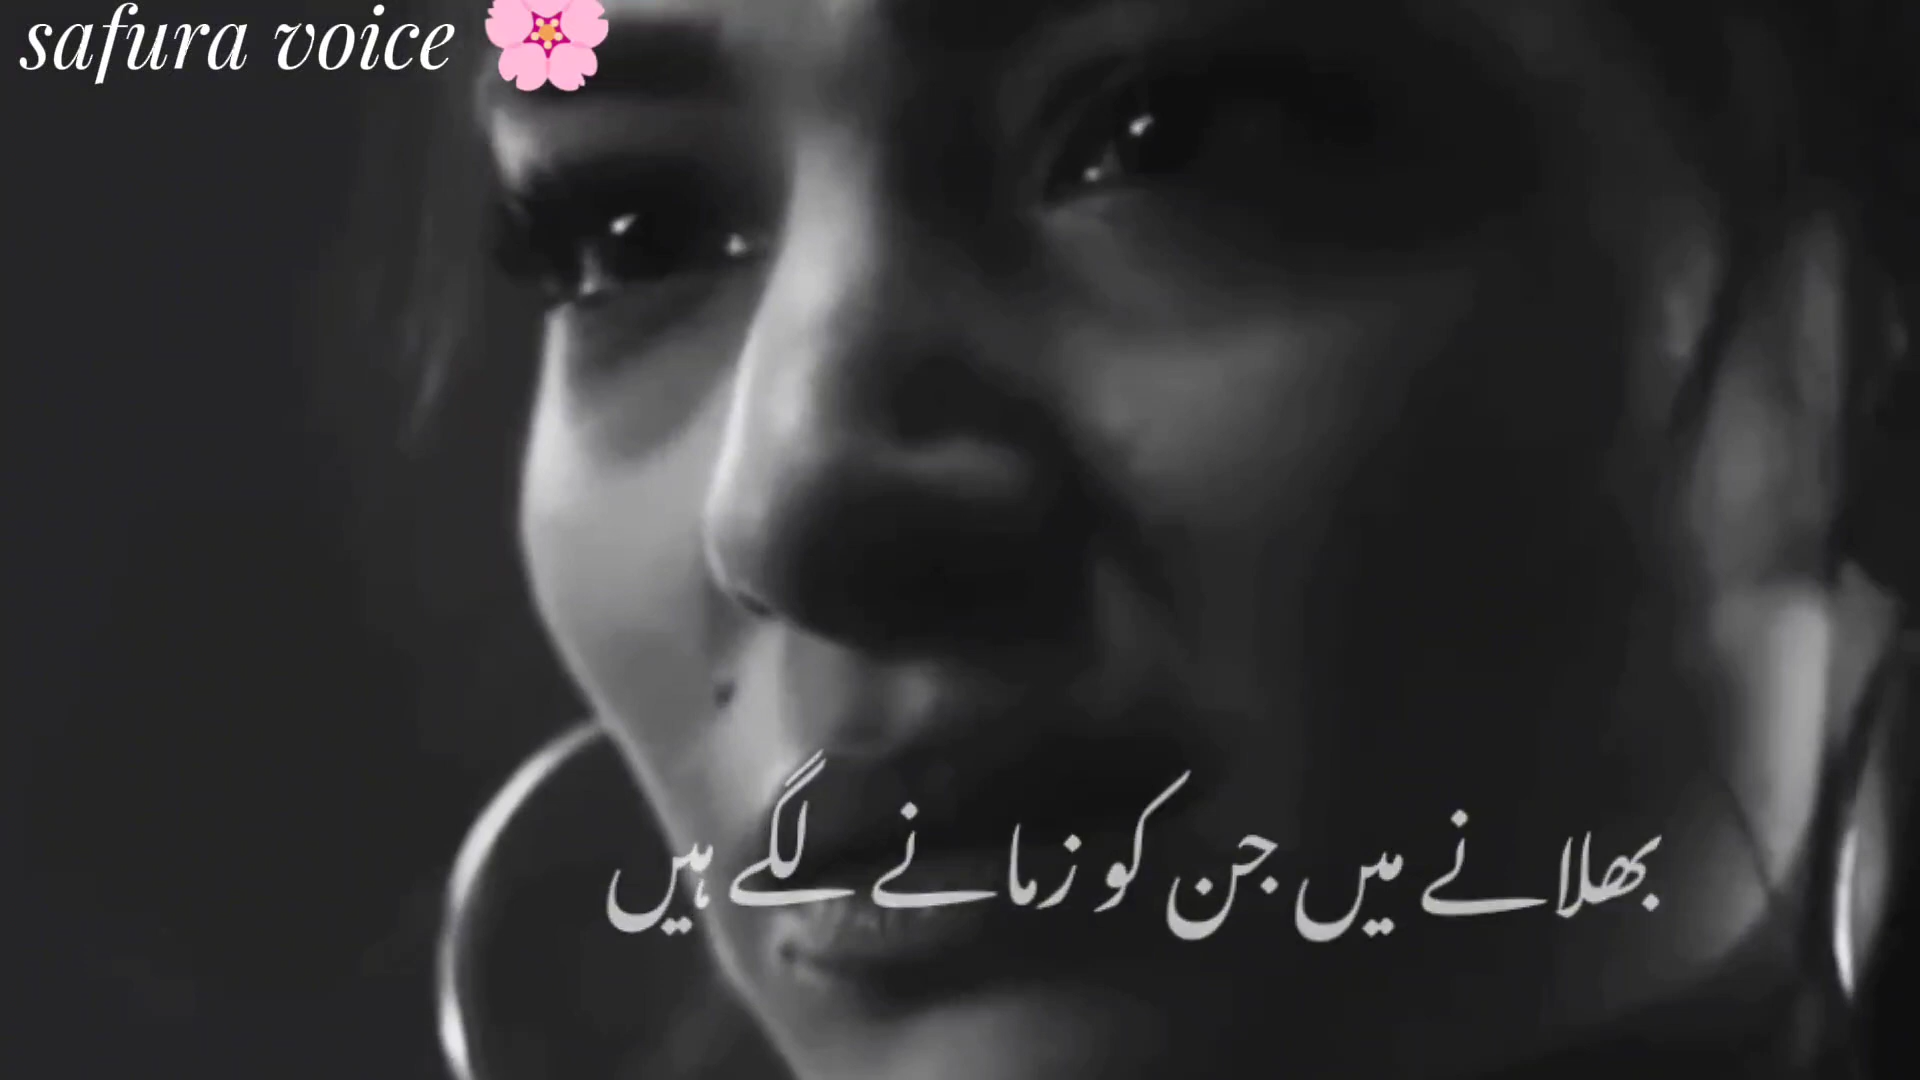 safura voice 🌸
بھلانے میں جن کو زمانے لگے ہیں